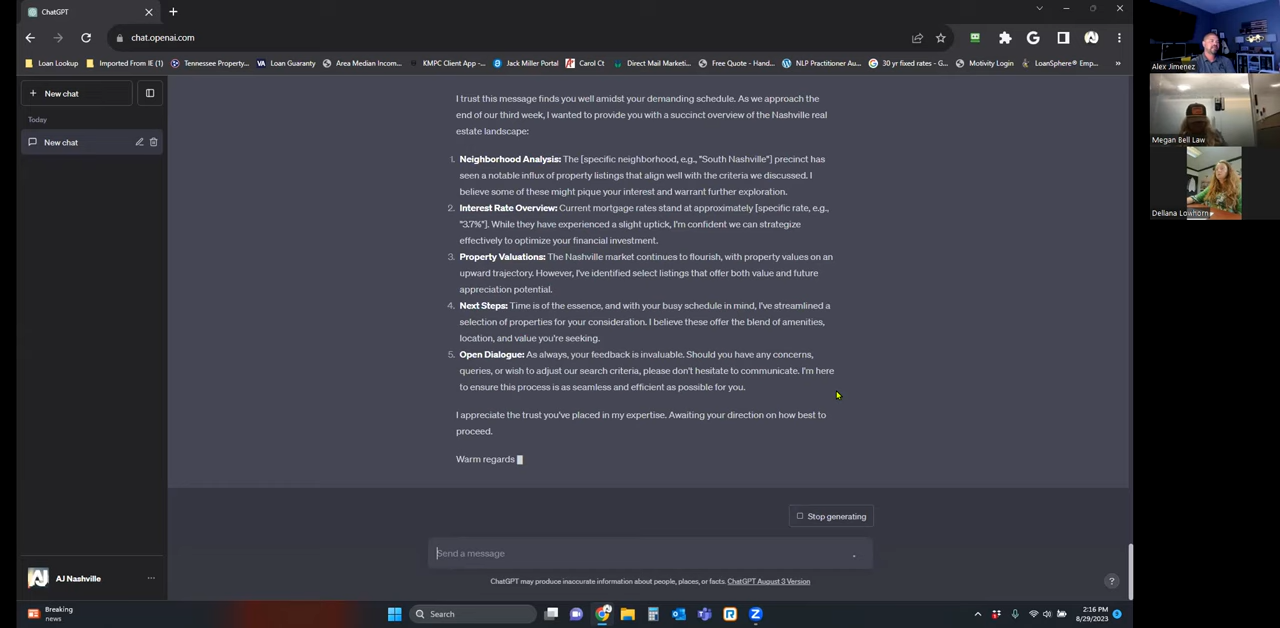 ChatGPT
chat.openai.com
Loan Lookup
Imported From IE (1)
Tennessee Property...
Loan Guaranty
Area Median Incom...
KMPC Client App -...
Jack Miller Portal
Carol Ct
Direct Mail Marketi...
Free Quote - Hand...
NLP Practitioner Au...
30 yr fixed rates - G...
Motivity Login
LoanSphere ® Emp...
»
+ New chat
Today
New chat
I trust this message finds you well amidst your demanding schedule. As we approach the
end of our third week, I wanted to provide you with a succinct overview of the Nashville real
estate landscape:
1. Neighborhood Analysis: The [specific neighborhood, e.g., "South Nashville"] precinct has
seen a notable influx of property listings that align well with the criteria we discussed. I
believe some of these might pique your interest and warrant further exploration.
2. Interest Rate Overview: Current mortgage rates stand at approximately [specific rate, e.g.,
"3.7%"]. While they have experienced a slight uptick, I'm confident we can strategize
effectively to optimize your financial investment.
3. Property Valuations: The Nashville market continues to flourish, with property values on an
upward trajectory. However, I've identified select listings that offer both value and future
appreciation potential.
4. Next Steps: Time is of the essence, and with your busy schedule in mind, I've streamlined a
selection of properties for your consideration. I believe these offer the blend of amenities,
location, and value you're seeking.
5. Open Dialogue: As always, your feedback is invaluable. Should you have any concerns,
queries, or wish to adjust our search criteria, please don't hesitate to communicate. I'm here
to ensure this process is as seamless and efficient as possible for you.
I appreciate the trust you've placed in my expertise. Awaiting your direction on how best to
proceed.
Warm regards
Stop generating
Send a message
ChatGPT may produce inaccurate information about people, places, or facts. ChatGPT August 3 Version
?
AJ Nashville
...
Breaking
news
Search
2:16 PM
8/29/2023
Alex Jimenez
Megan Bell Law
Dellana Lowhorn